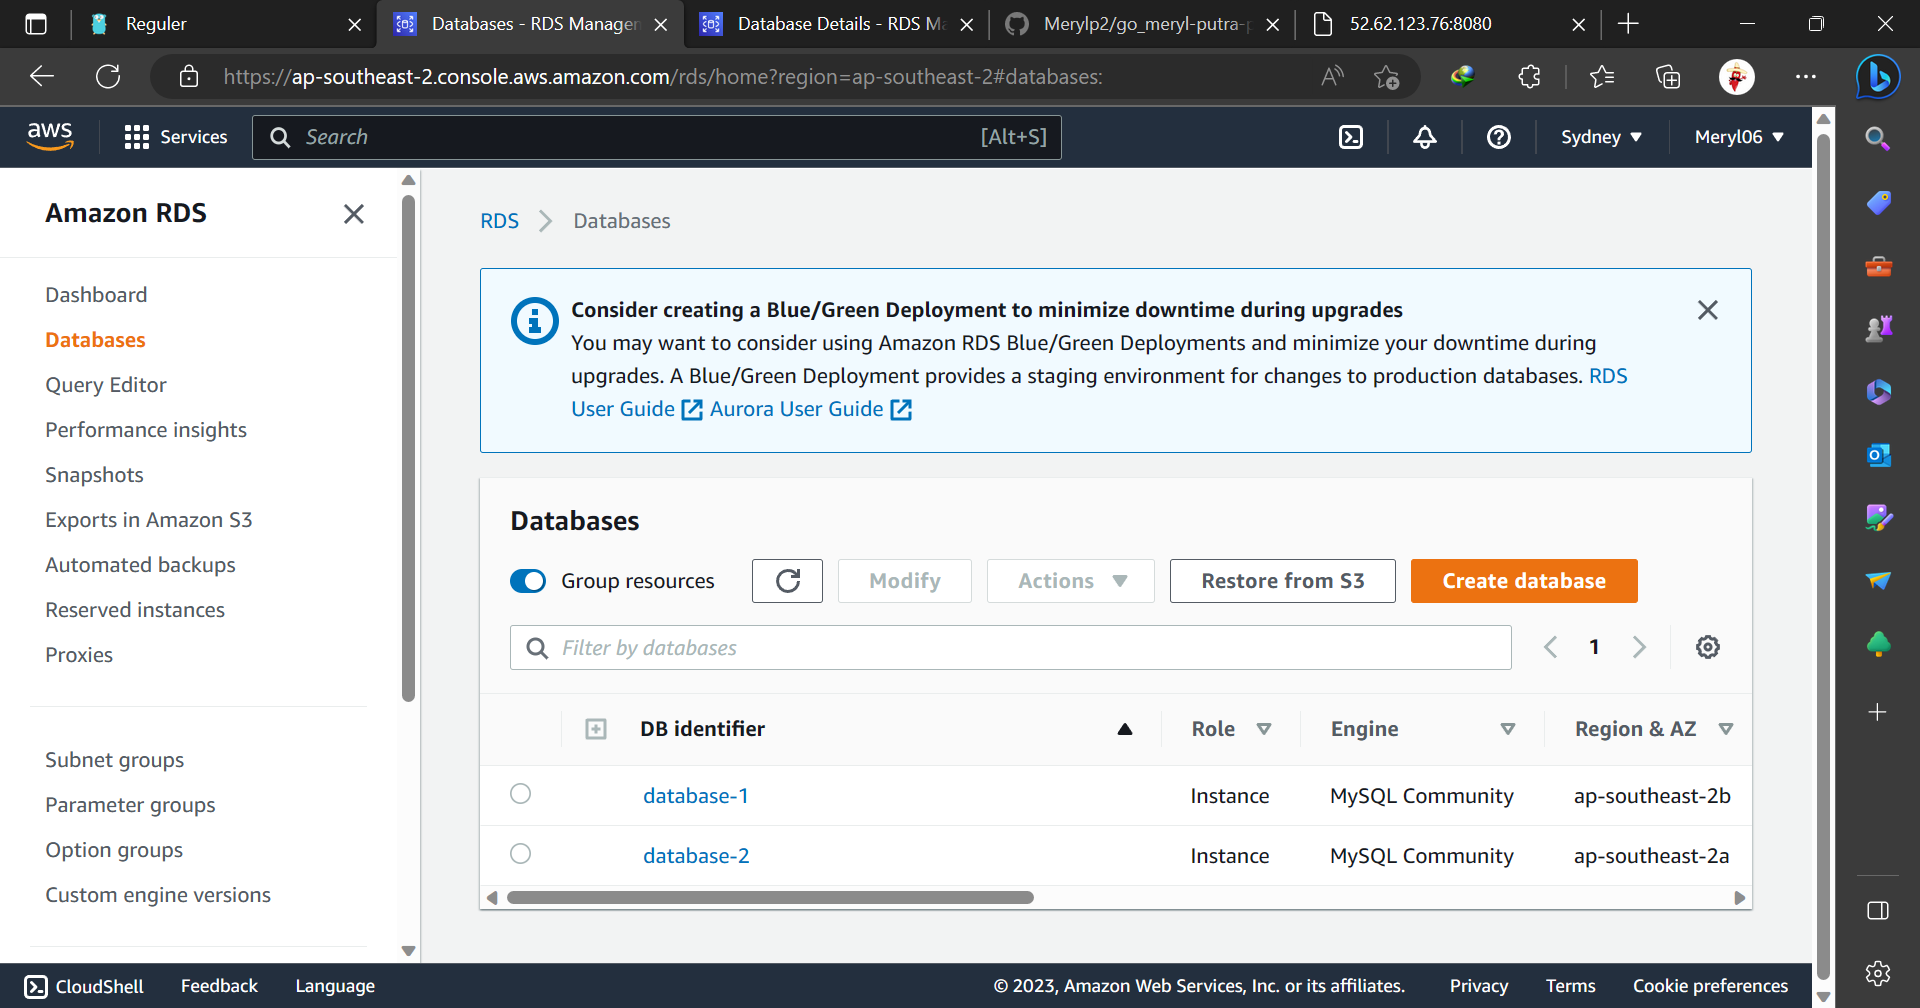 Reguler
Databases - RDS Managem
Database Details - RDS Ma
Merylp2/go_meryl-putra-p
52.62.123.76:8080
https://ap-southeast-2.console.aws.amazon.com/rds/home?region=ap-southeast-2#databases:
aws
Services
Search
[Alt+S]
Sydney
Meryl06
Amazon RDS
Dashboard
Databases
Query Editor
Performance insights
Snapshots
Exports in Amazon S3
Automated backups
Reserved instances
Proxies
Subnet groups
Parameter groups
Option groups
Custom engine versions
RDS > Databases
Consider creating a Blue/Green Deployment to minimize downtime during upgrades
You may want to consider using Amazon RDS Blue/Green Deployments and minimize your downtime during
upgrades. A Blue/Green Deployment provides a staging environment for changes to production databases. RDS
User Guide Aurora User Guide
Databases
Group resources
Modify
Actions
Restore from S3
Create database
Filter by databases
1
DB identifier Role Engine Region & AZ
database-1 Instance MySQL Community ap-southeast-2b
database-2 Instance MySQL Community ap-southeast-2a
CloudShell Feedback Language © 2023, Amazon Web Services, Inc. or its affiliates. Privacy Terms Cookie preferences